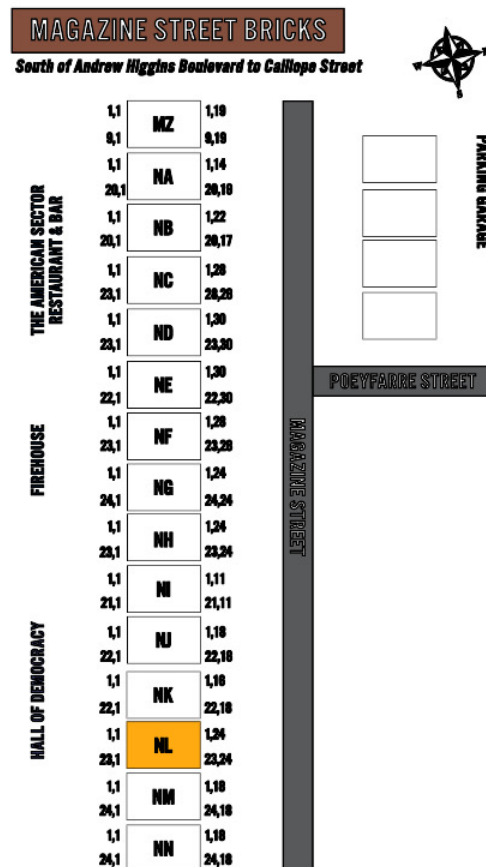 MAGAZINE STREET BRICKS
South of Andrew Higgins Boulevard to Calliope Street
1,1 MZ 1,19
9,1 9,19
1,1 NA 1,14
20,1 20,19
1,1 NB 1,22
20,1 20,17
1,1 NC 1,28
23,1 28,28
1,1 ND 1,30
23,1 23,30
1,1 NE 1,30
22,1 22,30
1,1 NF 1,28
23,1 23,28
1,1 NG 1,24
24,1 24,24
1,1 NH 1,24
23,1 23,24
1,1 NI 1,11
21,1 21,11
1,1 NJ 1,18
22,1 22,18
1,1 NK 1,16
22,1 22,18
1,1 NL 1,24
23,1 23,24
1,1 NM 1,18
24,1 24,18
1,1 NN 1,18
24,1 24,18
THE AMERICAN SECTOR
RESTAURANT & BAR
FIREHOUSE
HALL OF DEMOCRACY
MAGAZINE STREET
POEYFARRE STREET
PARKING GARAGE